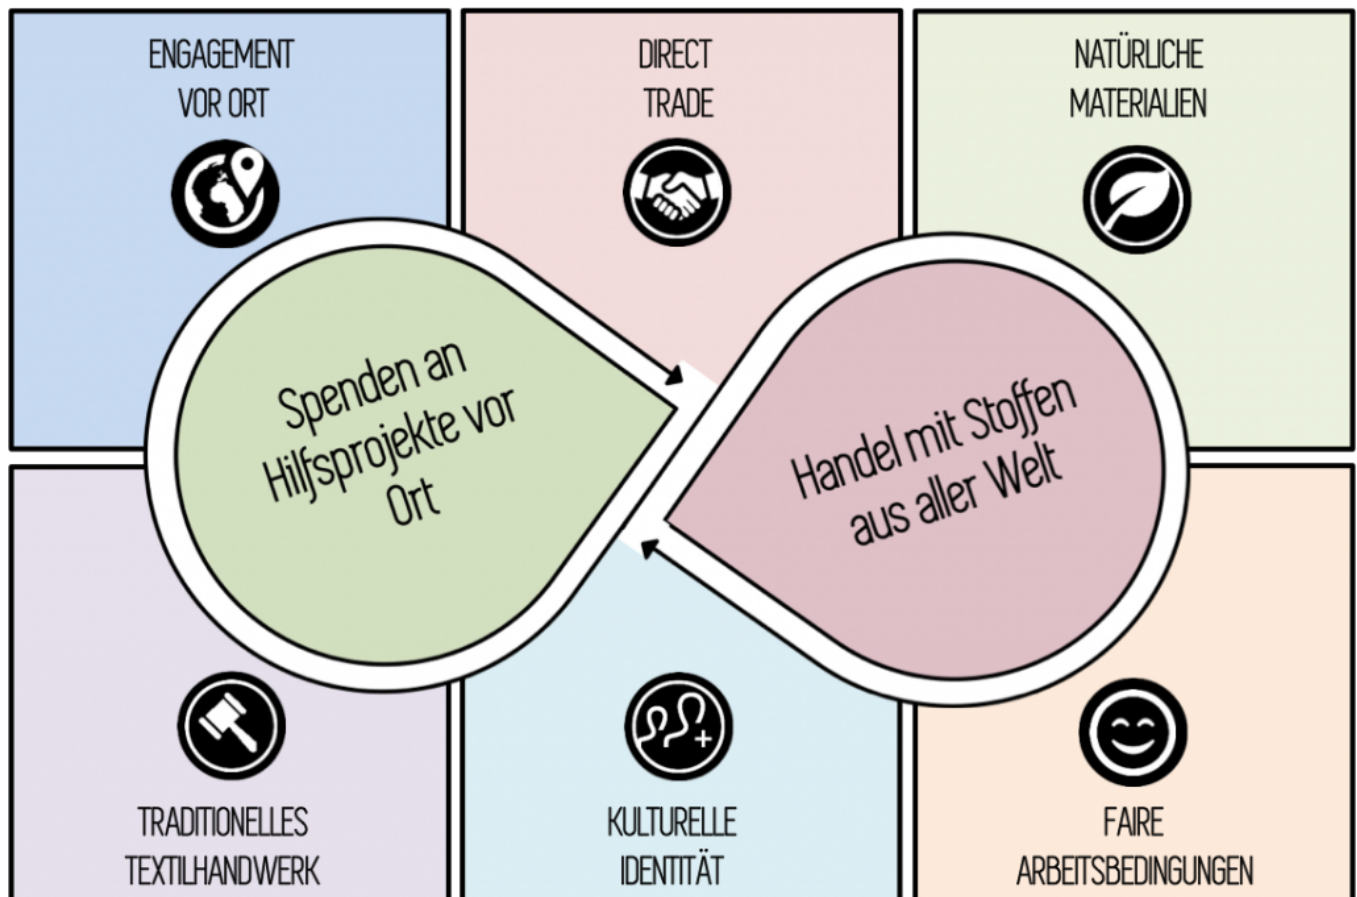 ENGAGEMENT
VOR ORT
DIRECT
TRADE
NATÜRLICHE
MATERIALIEN
Spenden an
Hilfsprojekte vor
Ort
Handel mit Stoffen
aus aller Welt
TRADITIONELLES
TEXTILHANDWERK
KULTURELLE
IDENTITÄT
FAIRE
ARBEITSBEDINGUNGEN